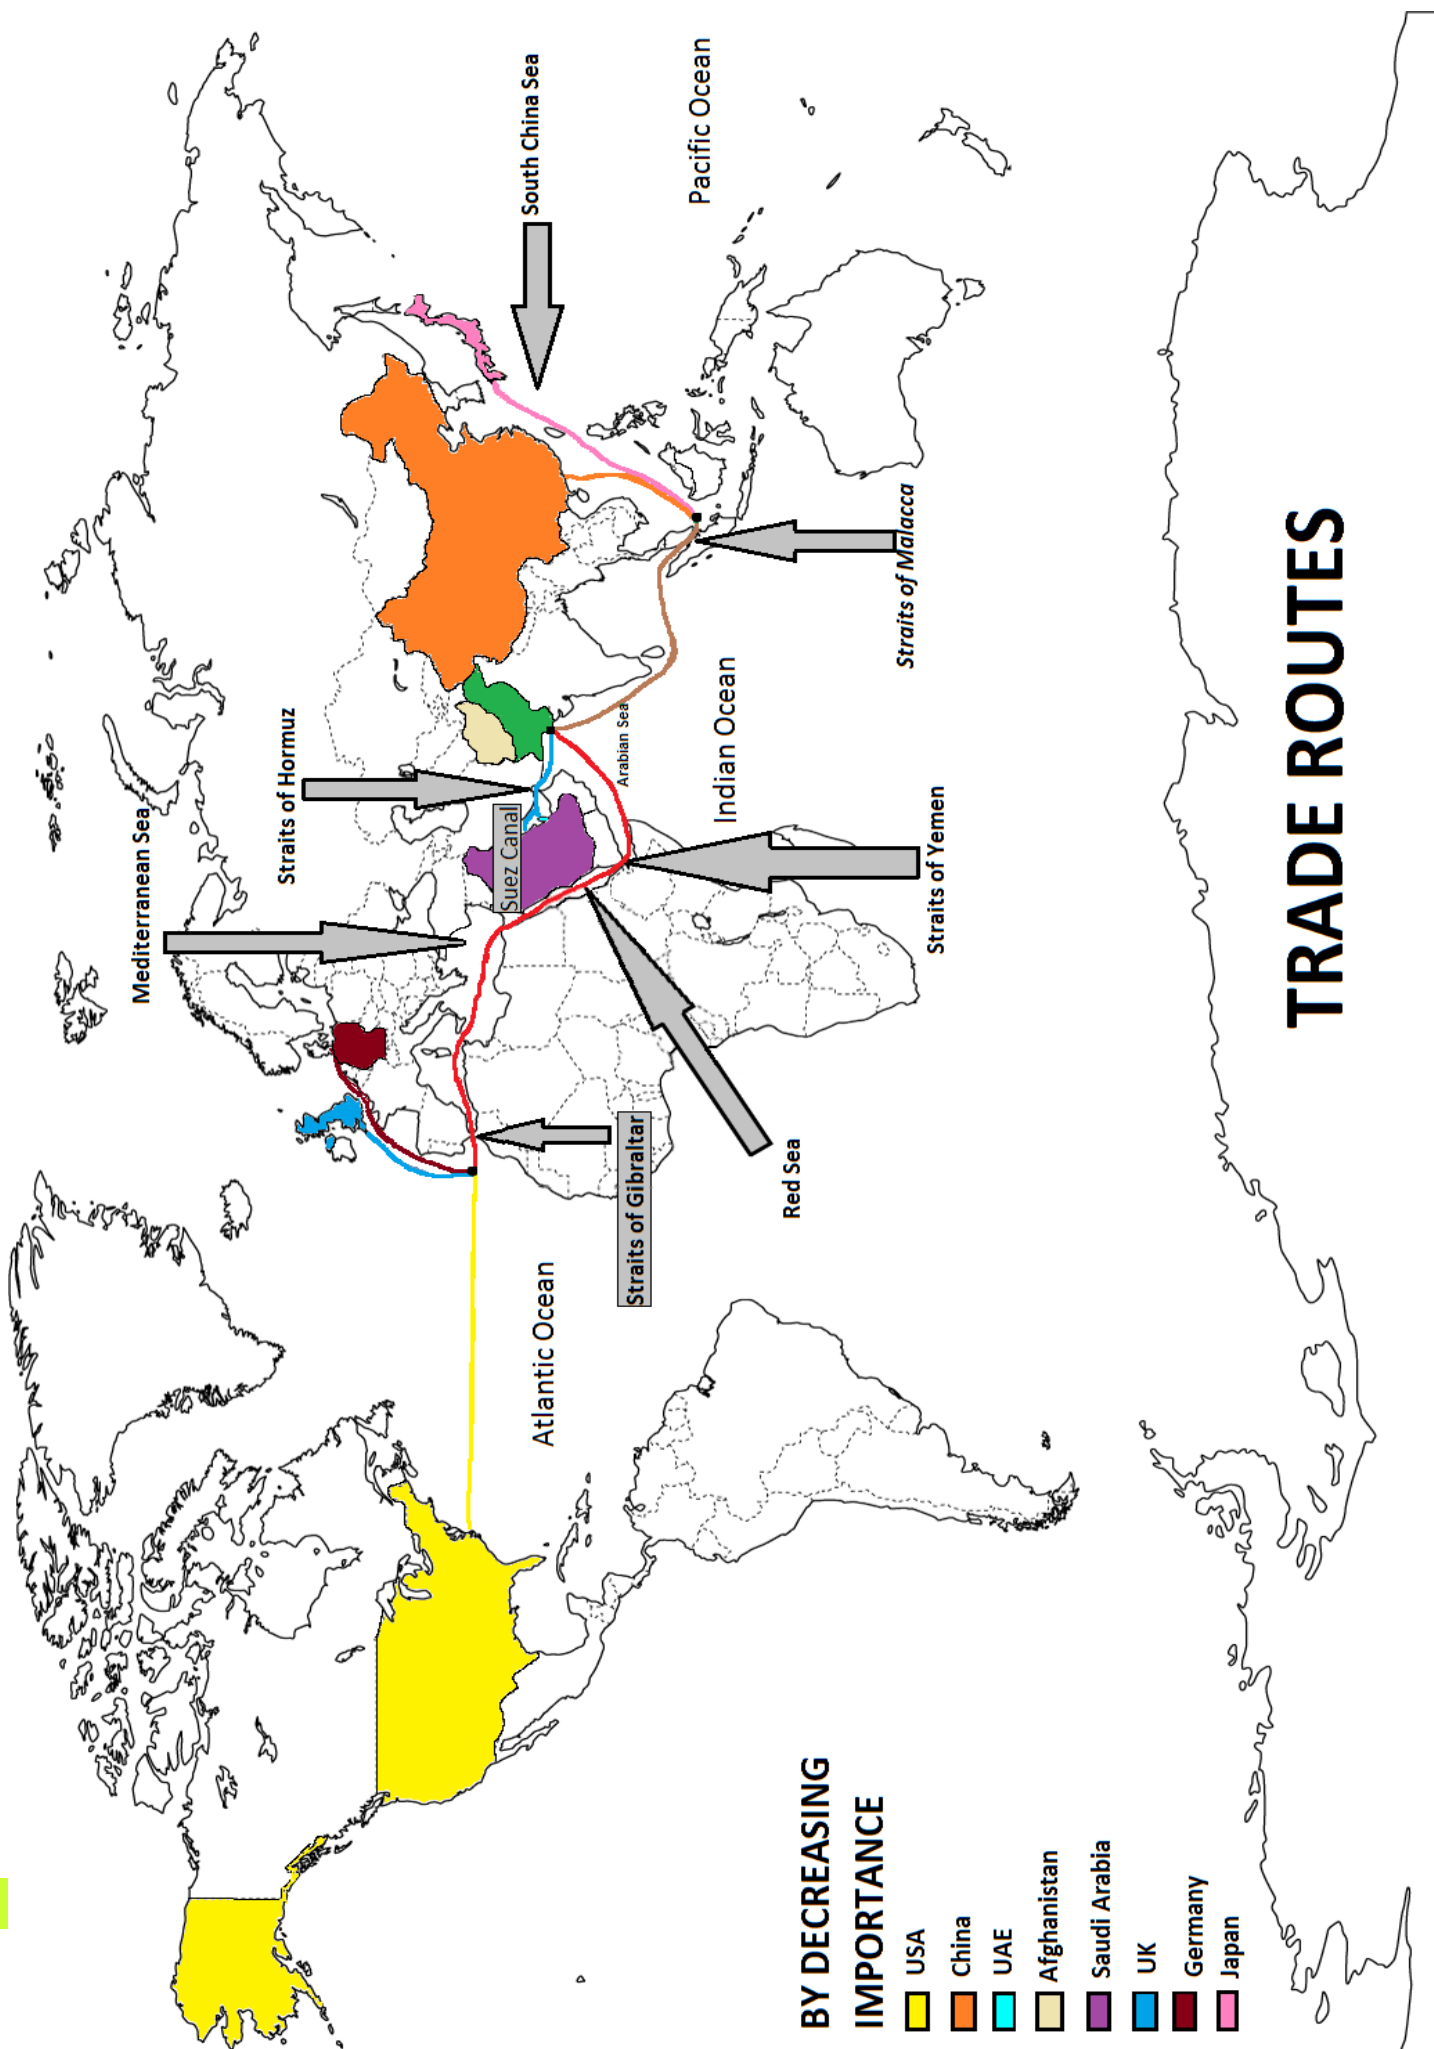 Mediterranean Sea
Straits of Hormuz
South China Sea
Suez Canal
Pacific Ocean
Arabian Sea
Atlantic Ocean
Straits of Gibraltar
Indian Ocean
Red Sea
Straits of Malacca
Straits of Yemen
BY DECREASING
IMPORTANCE
USA
China
UAE
Afghanistan
Saudi Arabia
UK
Germany
Japan
TRADE ROUTES